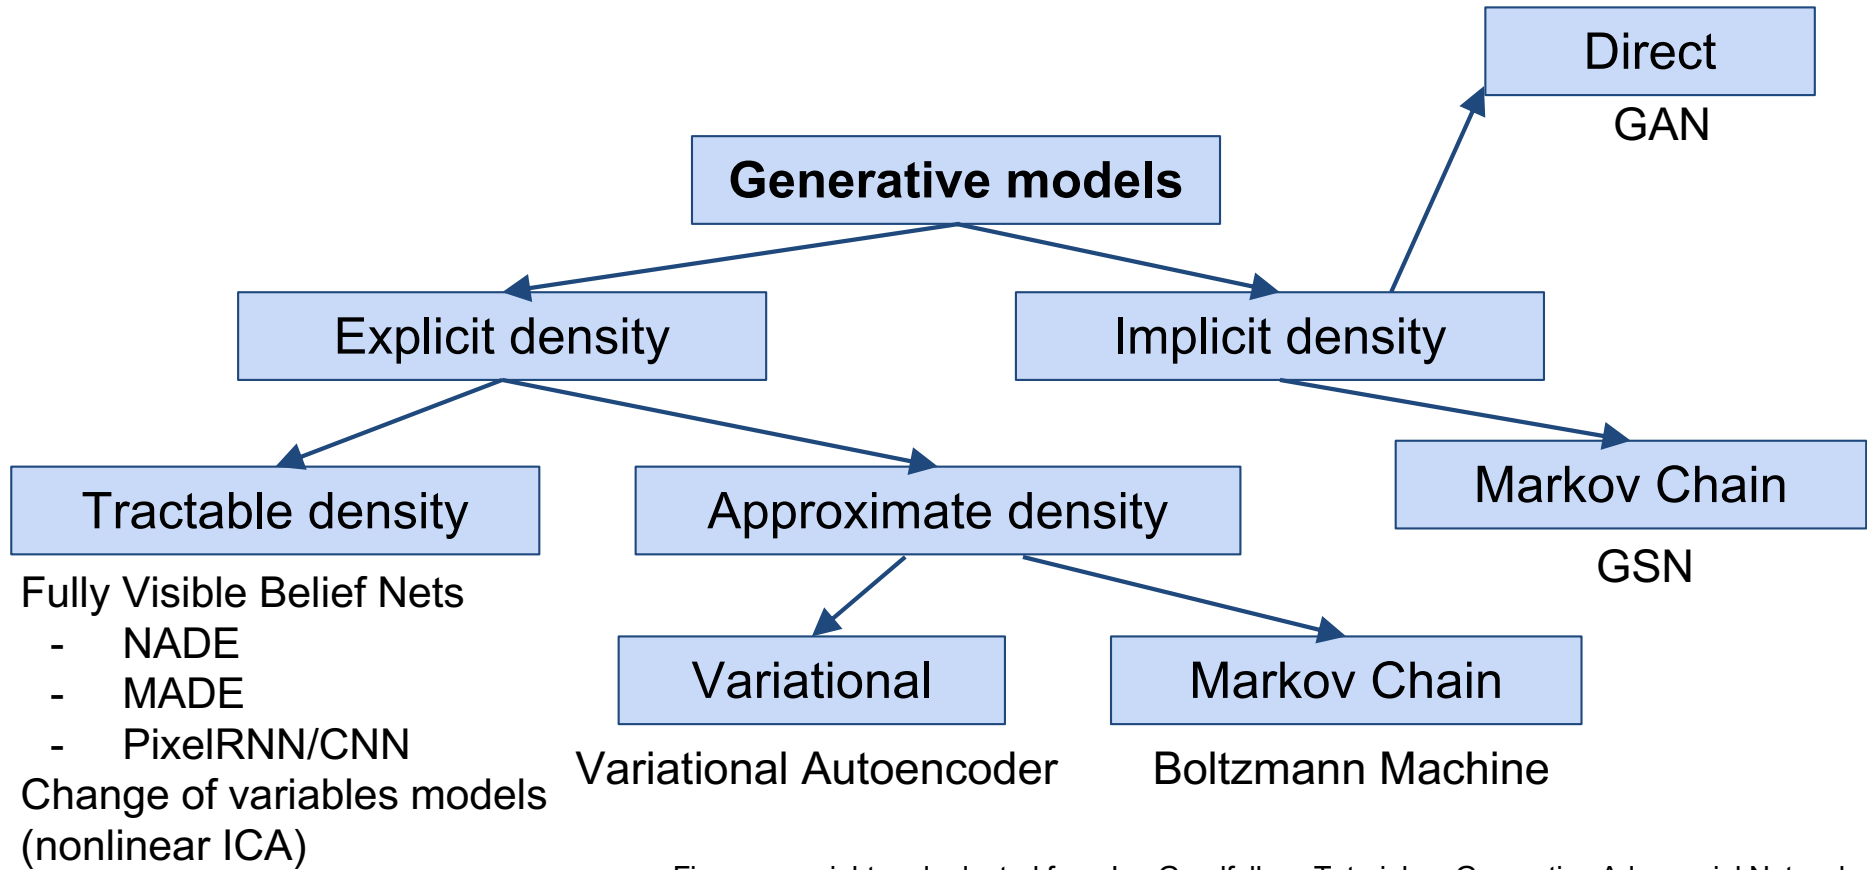 Direct
GAN
Generative models
Explicit density
Implicit density
Tractable density
Approximate density
Markov Chain
GSN
Fully Visible Belief Nets
- NADE
- MADE
- PixelRNN/CNN
Change of variables models
(nonlinear ICA)
Variational
Markov Chain
Variational Autoencoder
Boltzmann Machine